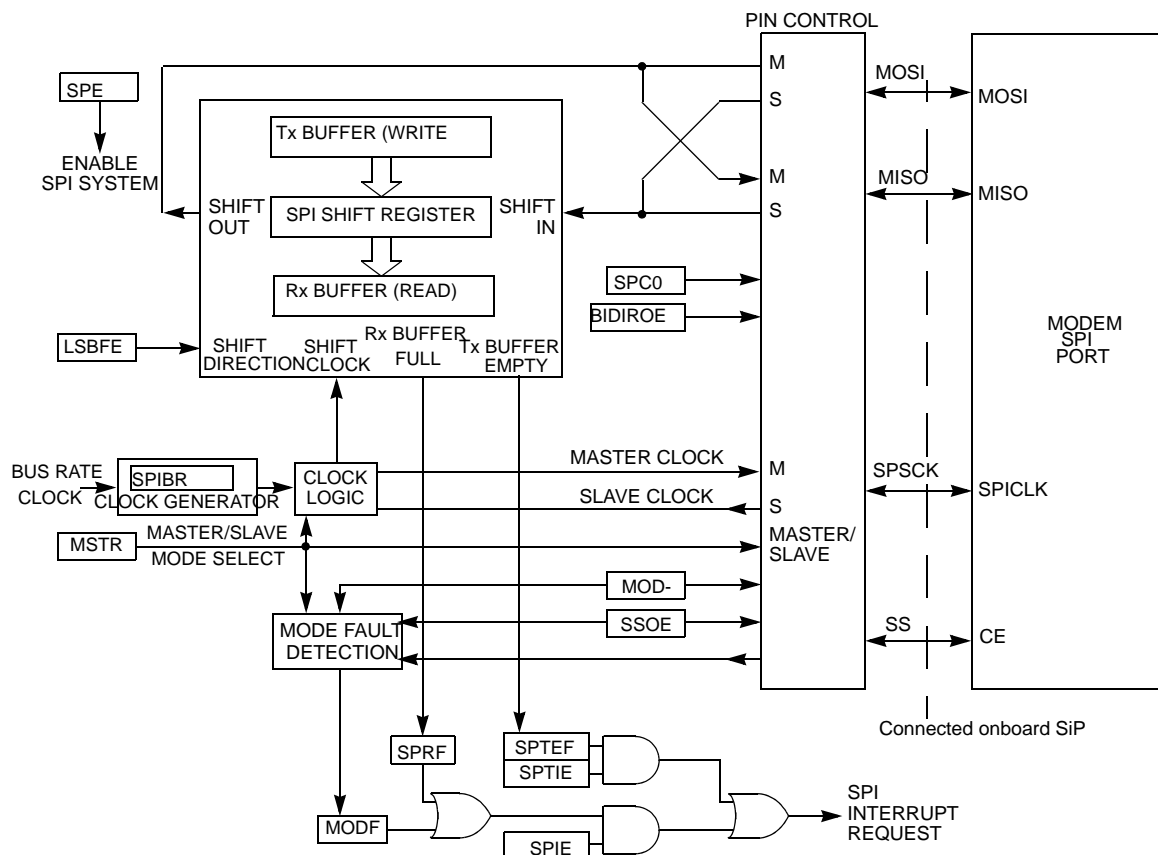 PIN CONTROL
M
MOSI
SPE
S
MOSI
Tx BUFFER (WRITE
ENABLE
SPI SYSTEM
M
MISO
MISO
SHIFT
OUT
SPI SHIFT REGISTER
SHIFT
IN
S
SPC0
Rx BUFFER (READ)
BIDIROE
MODEM
SPI
PORT
LSBFE
SHIFT
DIRECTION
SHIFT
CLOCK
Rx BUFFER
FULL
Tx BUFFER
EMPTY
BUS RATE
CLOCK
SPIBR
CLOCK GENERATOR
CLOCK
LOGIC
MASTER CLOCK
M
SPSCK
SPICLK
SLAVE CLOCK
S
MSTR
MASTER/SLAVE
MODE SELECT
MASTER/
SLAVE
MOD-
SSOE
MODE FAULT
DETECTION
SS
CE
Connected onboard SiP
SPRF
SPTEF
SPTIE
MODF
SPIE
SPI
INTERRUPT
REQUEST